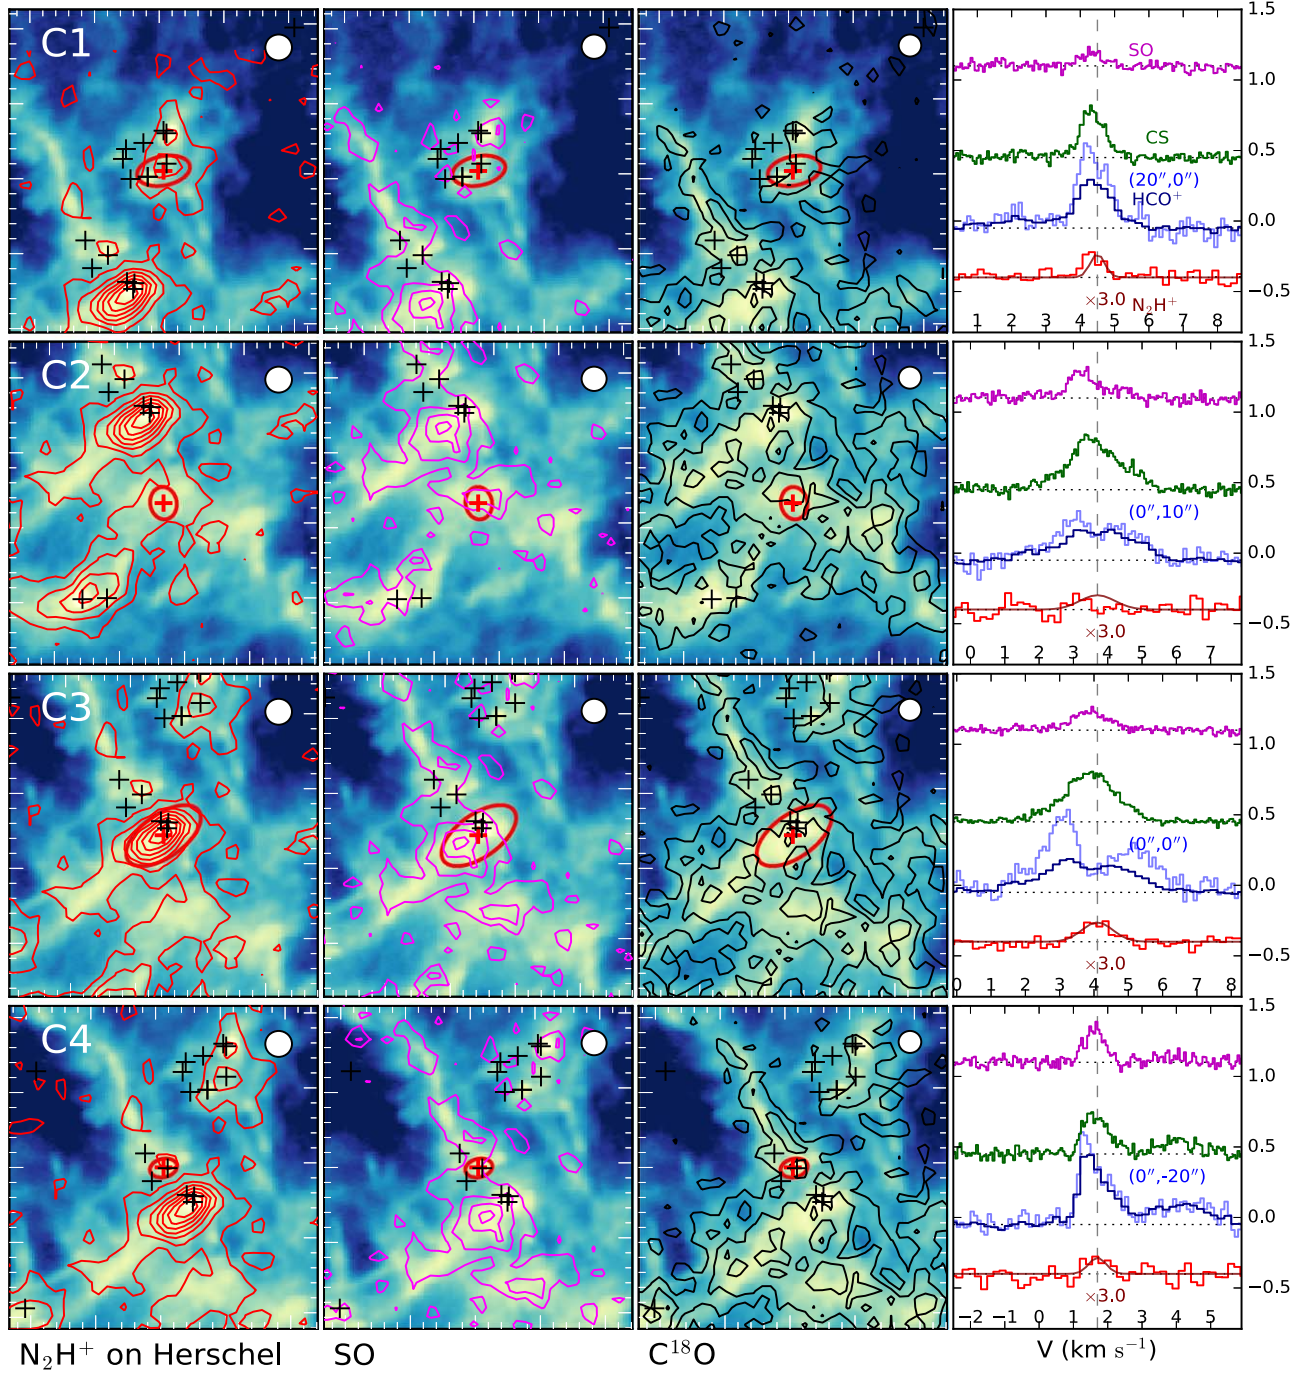 C1
SO
CS
(20″,0″)
HCO⁺
×3.0 N₂H⁺
1.5
1.0
0.5
0.0
−0.5
1 2 3 4 5 6 7 8
C2
(0″,10″)
×3.0
1.5
1.0
0.5
0.0
−0.5
0 1 2 3 4 5 6 7
C3
(0″,0″)
×3.0
1.5
1.0
0.5
0.0
−0.5
0 1 2 3 4 5 6 7 8
C4
(0″,-20″)
×3.0
1.5
1.0
0.5
0.0
−0.5
−2 −1 0 1 2 3 4 5
N₂H⁺ on Herschel
SO
C¹⁸O
V (km s⁻¹)